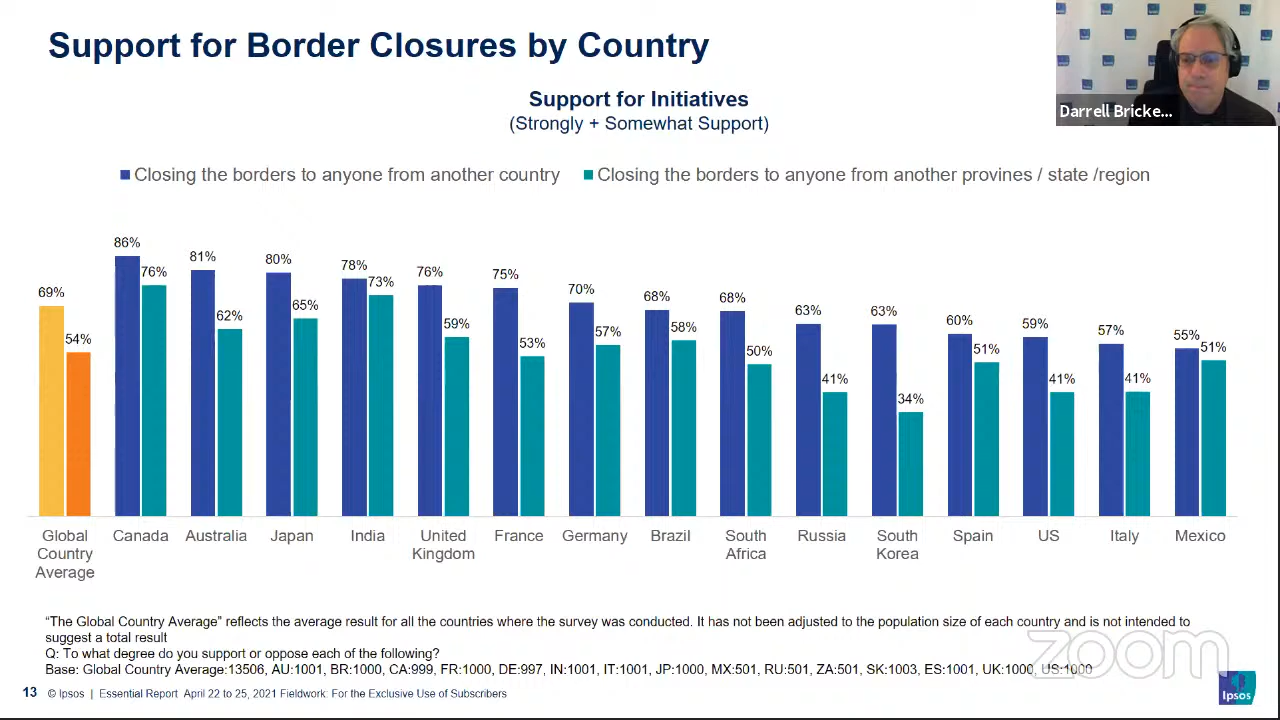 Support for Border Closures by Country
Darrell Bricke...
Support for Initiatives
(Strongly + Somewhat Support)
Closing the borders to anyone from another country
Closing the borders to anyone from another provines / state /region
69%
54%
86%
76%
81%
62%
80%
65%
78%
73%
76%
59%
75%
53%
70%
57%
68%
58%
68%
50%
63%
41%
63%
34%
60%
51%
59%
41%
57%
41%
55%
51%
Global
Country
Average
Canada
Australia
Japan
India
United
Kingdom
France
Germany
Brazil
South
Africa
Russia
South
Korea
Spain
US
Italy
Mexico
“The Global Country Average” reflects the average result for all the countries where the survey was conducted. It has not been adjusted to the population size of each country and is not intended to
suggest a total result
Q: To what degree do you support or oppose each of the following?
Base: Global Country Average:13506, AU:1001, BR:1000, CA:999, FR:1000, DE:997, IN:1001, IT:1001, JP:1000, MX:501, RU:501, ZA:501, SK:1003, ES:1001, UK:1000, US:1000
zoom
13 © Ipsos | Essential Report April 22 to 25, 2021 Fieldwork: For the Exclusive Use of Subscribers
Ipsos